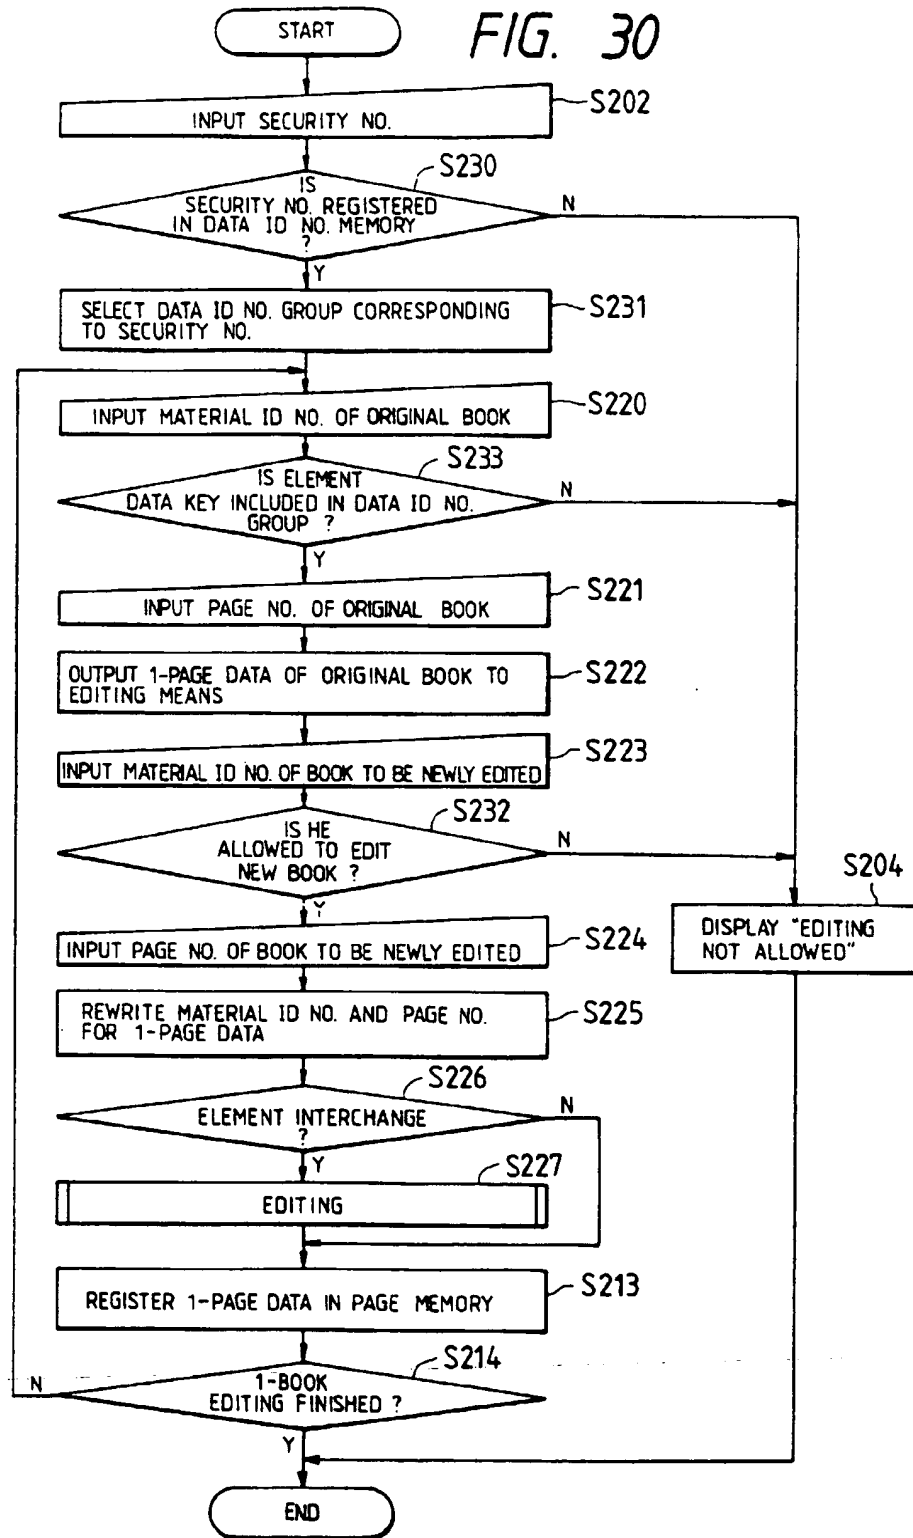 START
FIG. 30
INPUT SECURITY NO.
S202
S230
IS
SECURITY NO. REGISTERED
IN DATA ID NO. MEMORY
?
N
Y
SELECT DATA ID NO. GROUP CORRESPONDING
TO SECURITY NO.
S231
INPUT MATERIAL ID NO. OF ORIGINAL BOOK
S220
S233
IS ELEMENT
DATA KEY INCLUDED IN DATA ID NO.
GROUP ?
N
Y
INPUT PAGE NO. OF ORIGINAL BOOK
S221
OUTPUT 1-PAGE DATA OF ORIGINAL BOOK TO
EDITING MEANS
S222
INPUT MATERIAL ID NO. OF BOOK TO BE NEWLY EDITED
S223
S232
IS HE
ALLOWED TO EDIT
NEW BOOK ?
N
Y
S204
DISPLAY "EDITING
NOT ALLOWED"
INPUT PAGE NO. OF BOOK TO BE NEWLY EDITED
S224
REWRITE MATERIAL ID NO. AND PAGE NO.
FOR 1-PAGE DATA
S225
S226
ELEMENT INTERCHANGE
?
N
Y
S227
EDITING
REGISTER 1-PAGE DATA IN PAGE MEMORY
S213
S214
1-BOOK
EDITING FINISHED ?
N
Y
END